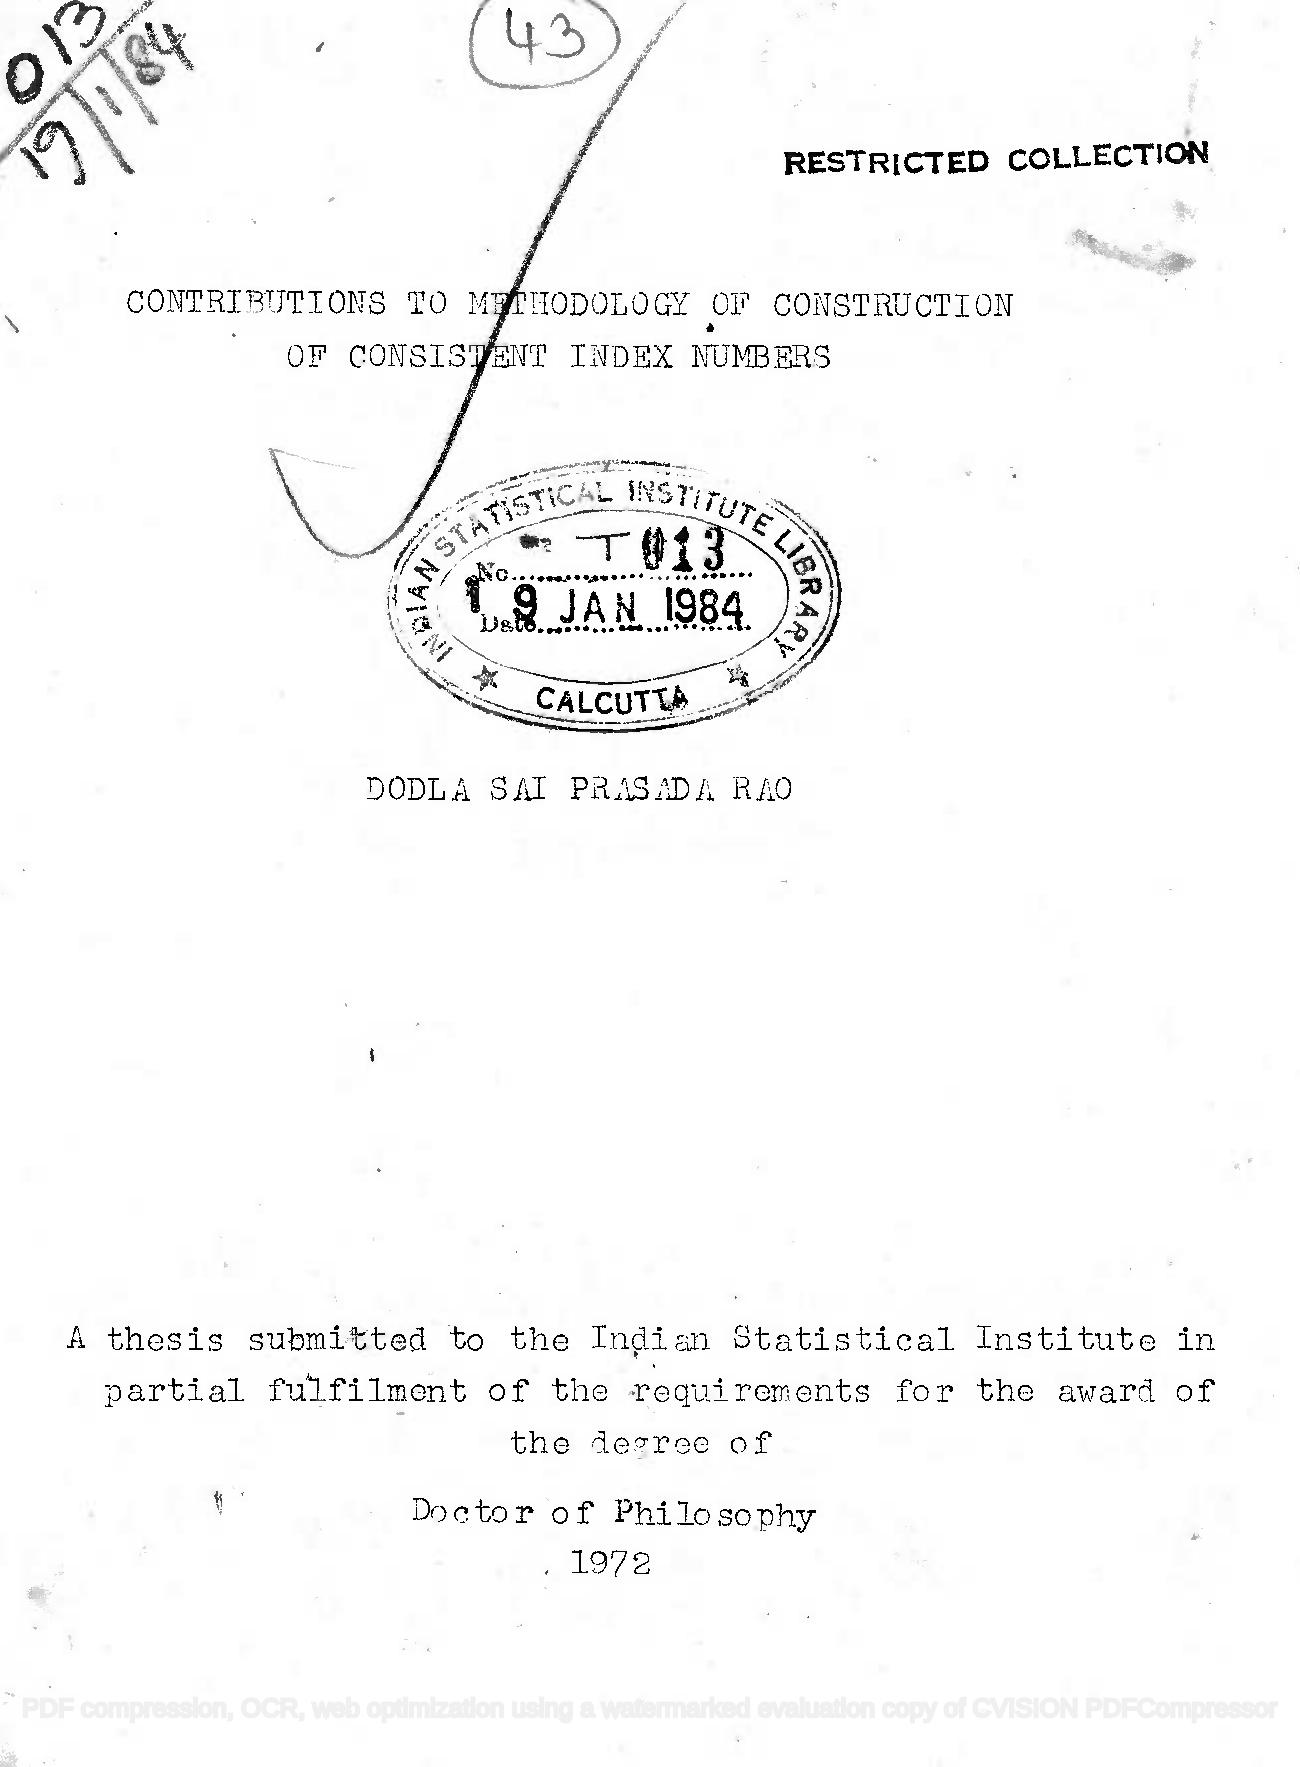 013
19/1/84
43
RESTRICTED COLLECTION
CONTRIBUTIONS TO METHODOLOGY OF CONSTRUCTION
OF CONSISTENT INDEX NUMBERS
INDIAN STATISTICAL INSTITUTE LIBRARY
No. T 013
Date 19 JAN 1984
CALCUTTA
DODLA SAI PRASADA RAO
A thesis submitted to the Indian Statistical Institute in
partial fulfilment of the requirements for the award of
the degree of
Doctor of Philosophy
1972
PDF compression, OCR, web optimization using a watermarked evaluation copy of CVISION PDFCompressor